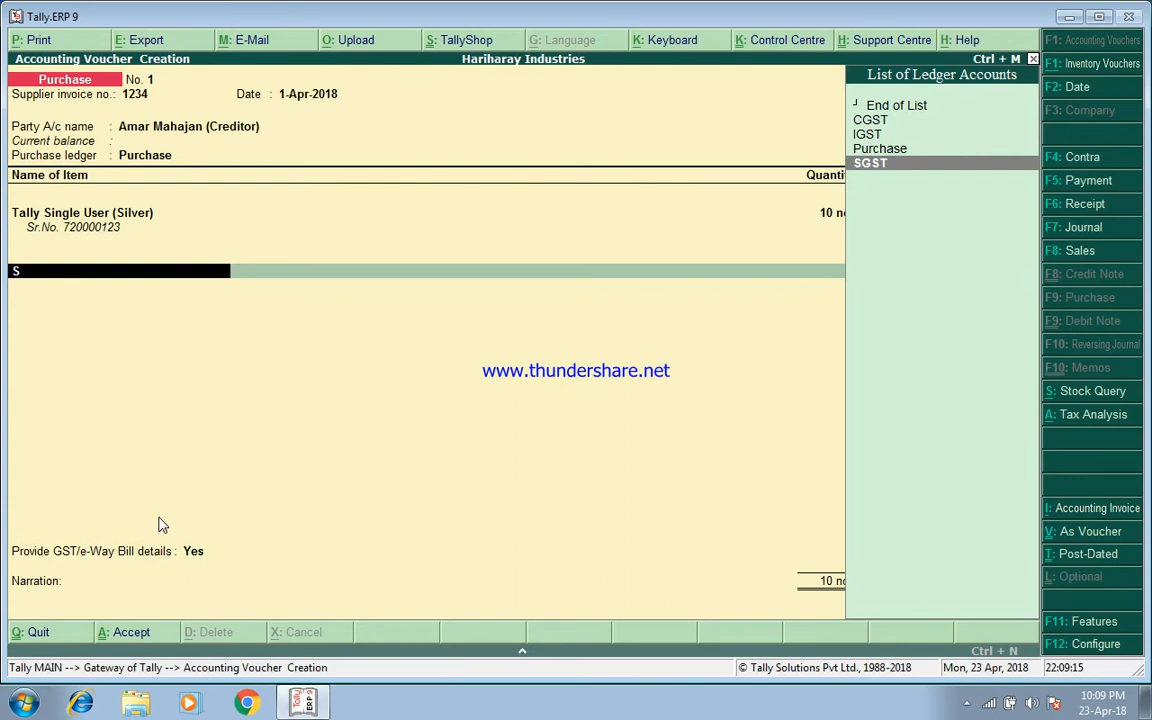 Tally.ERP 9
P: Print E: Export M: E-Mail O: Upload S: TallyShop G: Language K: Keyboard K: Control Centre H: Support Centre H: Help
Accounting Voucher Creation Hariharay Industries Ctrl + M
Purchase No. 1
Supplier invoice no.: 1234 Date : 1-Apr-2018
Party A/c name : Amar Mahajan (Creditor)
Current balance :
Purchase ledger : Purchase
Name of Item Quanti
Tally Single User (Silver) 10 no
Sr.No. 720000123
S
www.thundershare.net
Provide GST/e-Way Bill details : Yes
Narration: 10 no
List of Ledger Accounts
End of List
CGST
IGST
Purchase
SGST
F1: Accounting Vouchers
F1: Inventory Vouchers
F2: Date
F3: Company
F4: Contra
F5: Payment
F6: Receipt
F7: Journal
F8: Sales
F8: Credit Note
F9: Purchase
F9: Debit Note
F10: Reversing Journal
F10: Memos
S: Stock Query
A: Tax Analysis
I: Accounting Invoice
V: As Voucher
T: Post-Dated
L: Optional
F11: Features
F12: Configure
Q: Quit A: Accept D: Delete X: Cancel
Ctrl + N
Tally MAIN --> Gateway of Tally --> Accounting Voucher Creation © Tally Solutions Pvt Ltd., 1988-2018 Mon, 23 Apr, 2018 22:09:15
Tally ERP 9
10:09 PM
23-Apr-18